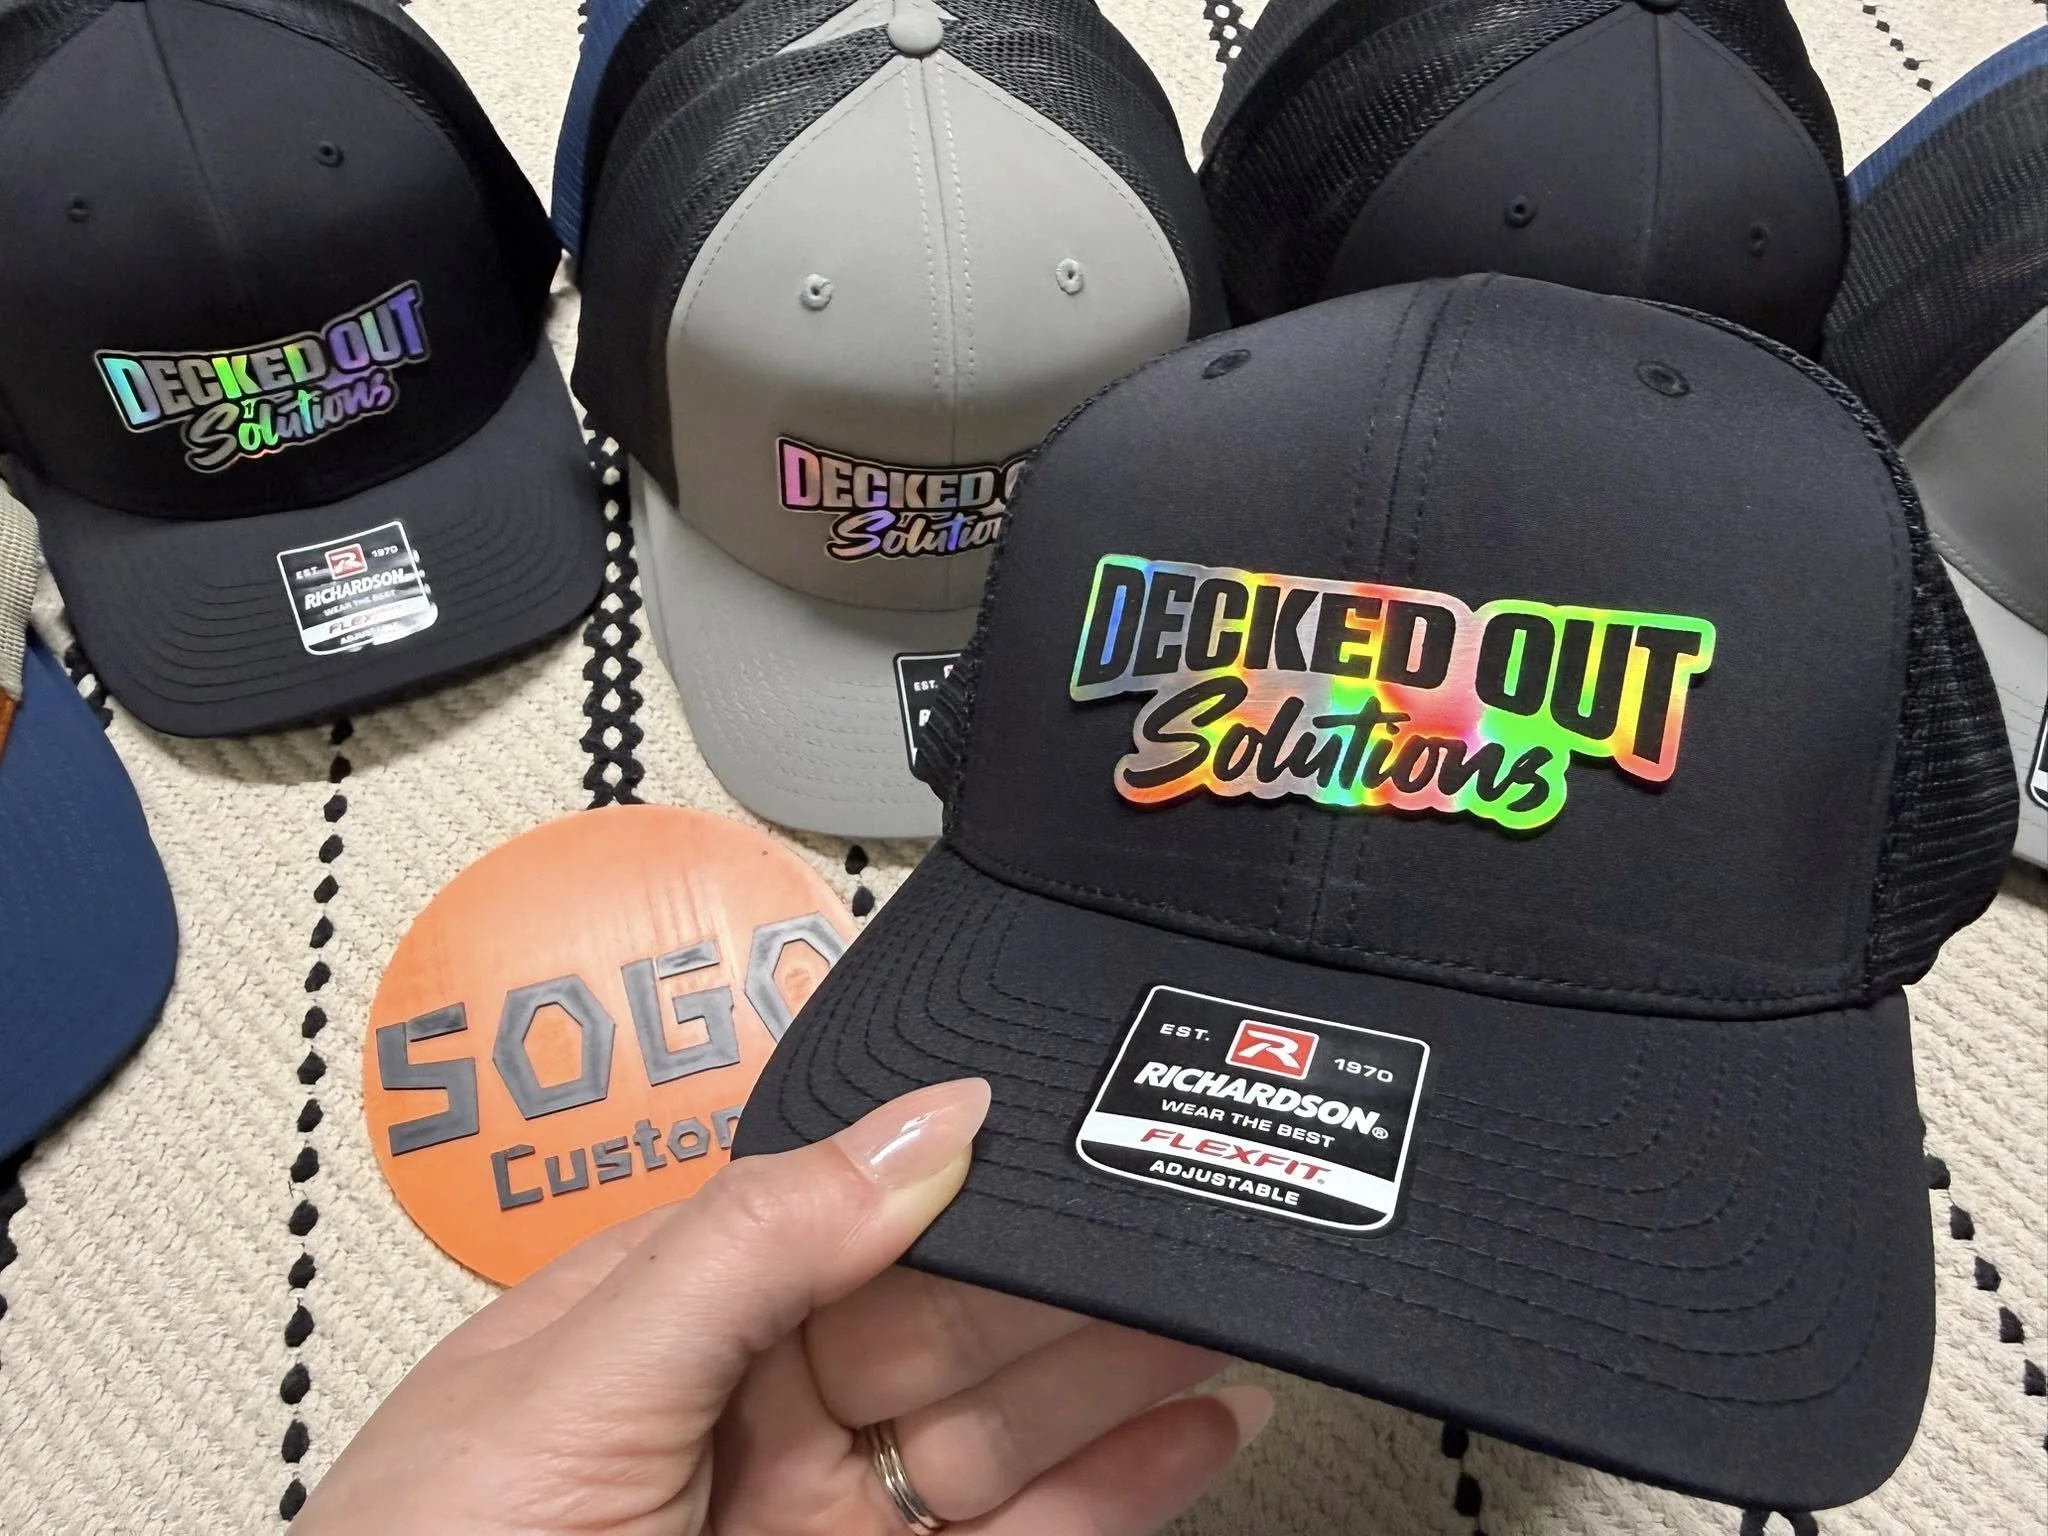 DECKED OUT
Solutions
EST. R 1970
RICHARDSON
WEAR THE BEST
FLEXFIT
ADJUSTABLE
DECKED
Solution
EST.
DECKED OUT
Solutions
EST. R 1970
RICHARDSON®
WEAR THE BEST
FLEXFIT®
ADJUSTABLE
SOGO
Custom